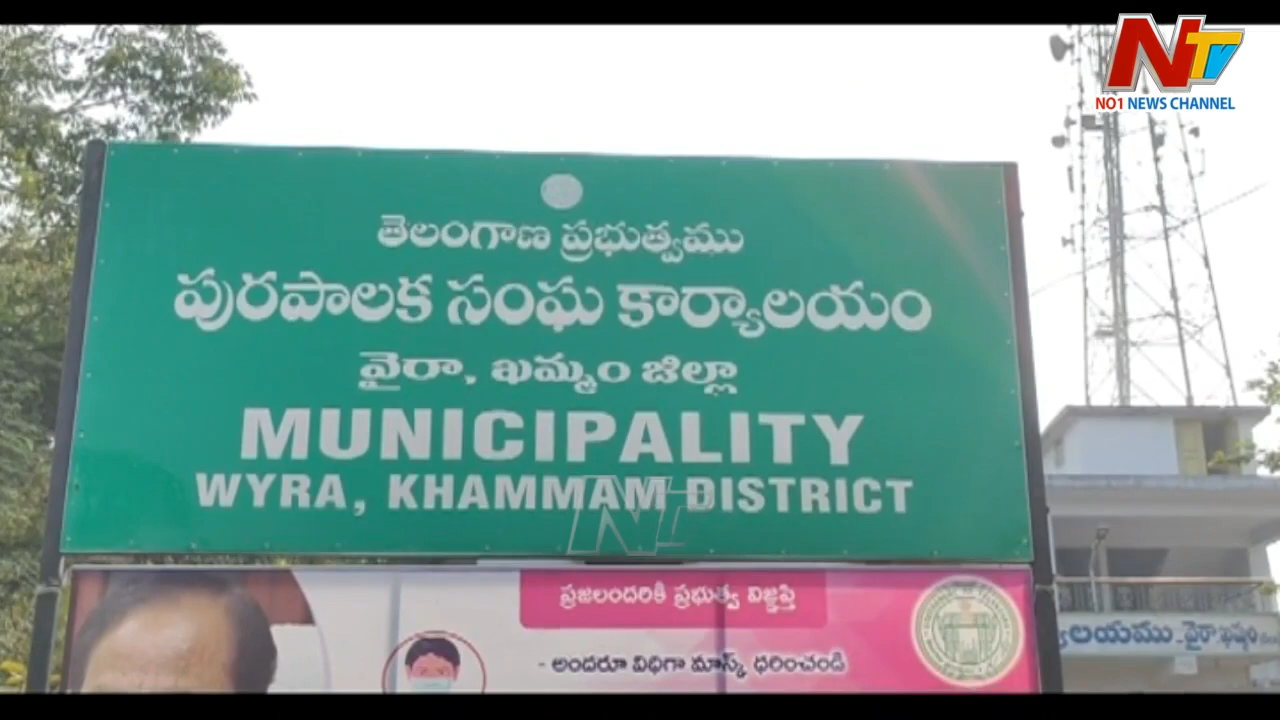 NTV
NO1 NEWS CHANNEL
తెలంగాణ ప్రభుత్వము
పురపాలక సంఘ కార్యాలయం
వైరా, ఖమ్మం జిల్లా
MUNICIPALITY
WYRA, KHAMMAM DISTRICT
ప్రజలందరికీ ప్రభుత్వ విజ్ఞప్తి
- అందరూ విధిగా మాస్క్ ధరించండి